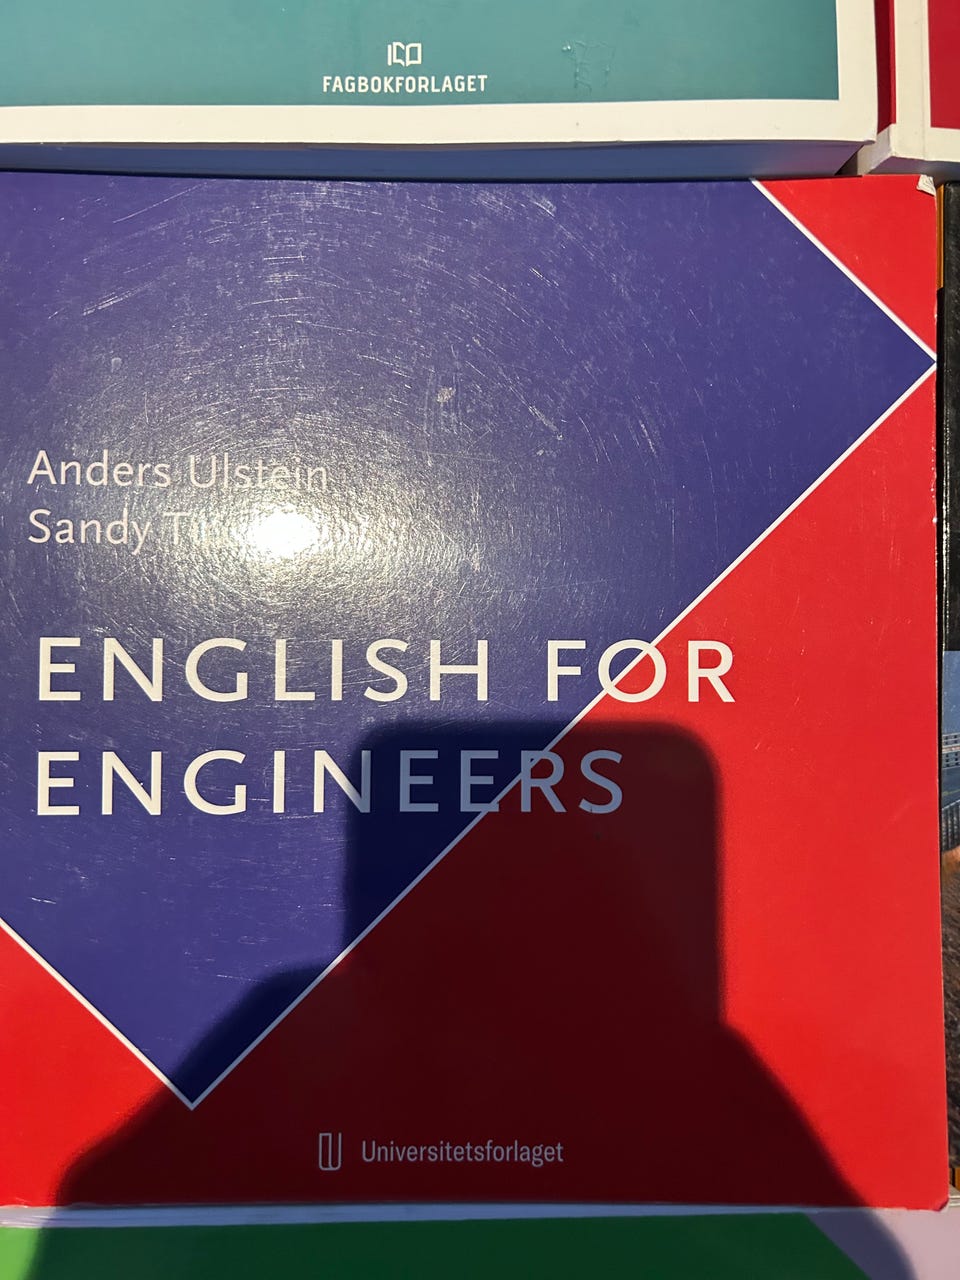 FAGBOKFORLAGET
Anders Ulstein
Sandy
ENGLISH FOR
ENGINEERS
Universitetsforlaget